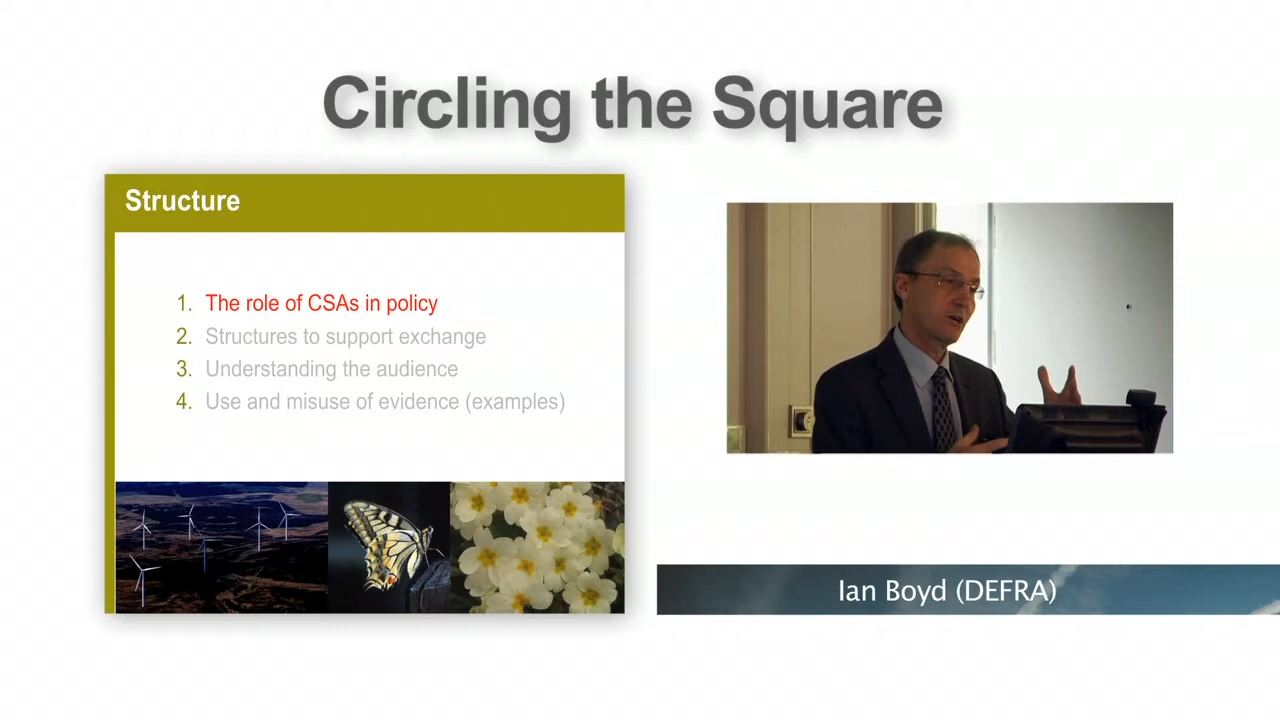 Circling the Square
Structure
1. The role of CSAs in policy
2. Structures to support exchange
3. Understanding the audience
4. Use and misuse of evidence (examples)
Ian Boyd (DEFRA)